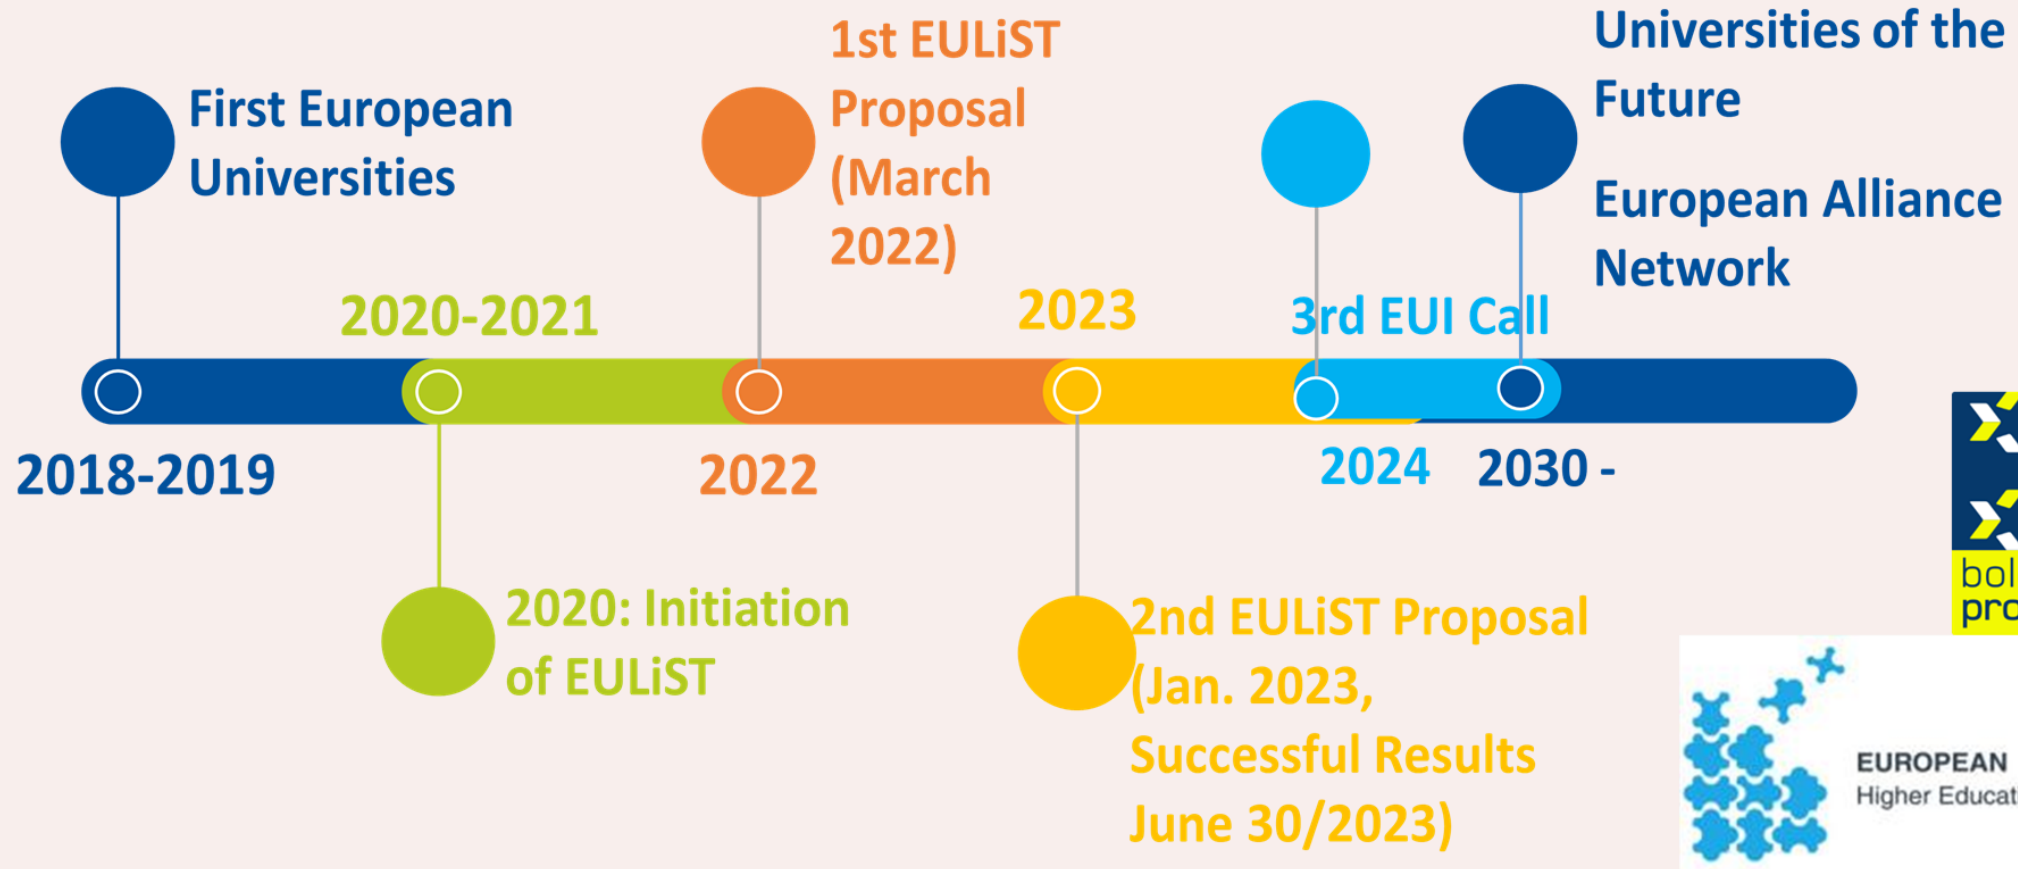 First European
Universities
2018-2019
2020-2021
2020: Initiation
of EULiST
1st EULiST
Proposal
(March
2022)
2022
2023
2nd EULiST Proposal
(Jan. 2023,
Successful Results
June 30/2023)
3rd EUI Call
2024
Universities of the
Future
European Alliance
Network
2030 -
EUROPEAN
Higher